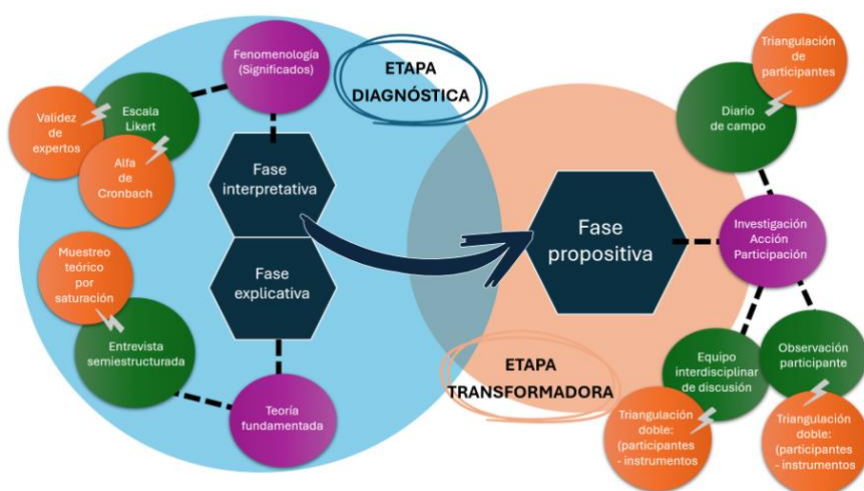 Fenomenología
(Significados)
ETAPA
DIAGNÓSTICA
Escala
Likert
Validez
de
expertos
Alfa
de
Cronbach
Fase
interpretativa
Fase
explicativa
Muestreo
teórico
por
saturación
Entrevista
semiestructurada
Teoría
fundamentada
Triangulación
de
participantes
Diario
de campo
Fase
propositiva
Investigación
Acción
Participación
ETAPA
TRANSFORMADORA
Equipo
interdisciplinar
de discusión
Observación
participante
Triangulación
doble:
(participantes
- instrumentos
Triangulación
doble:
(participantes
- instrumentos